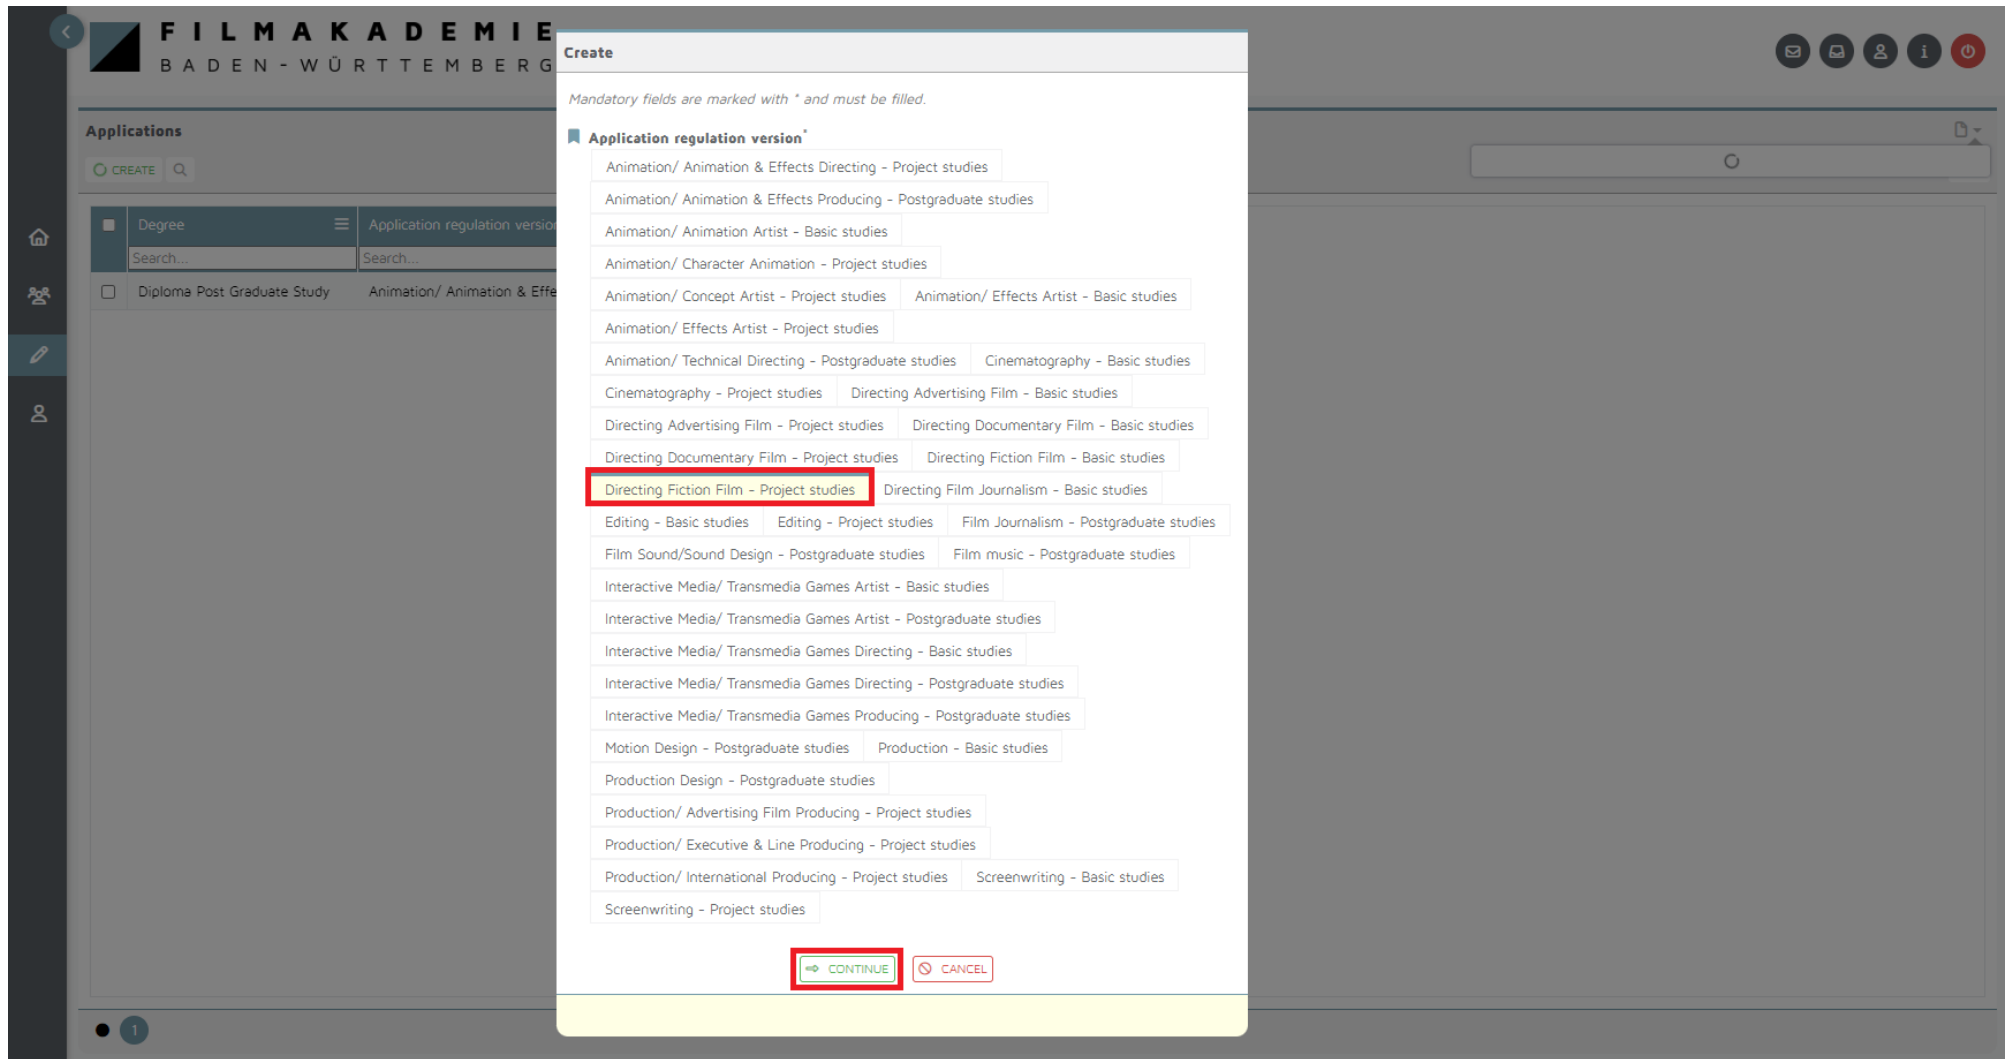 FILMAKADEMIE
BADEN-WÜRTTEMBERG
Applications
CREATE
Degree
Application regulation version
Search...
Search...
Diploma Post Graduate Study
Animation/ Animation & Effe
1
Create
Mandatory fields are marked with * and must be filled.
Application regulation version*
Animation/ Animation & Effects Directing - Project studies
Animation/ Animation & Effects Producing - Postgraduate studies
Animation/ Animation Artist - Basic studies
Animation/ Character Animation - Project studies
Animation/ Concept Artist - Project studies Animation/ Effects Artist - Basic studies
Animation/ Effects Artist - Project studies
Animation/ Technical Directing - Postgraduate studies Cinematography - Basic studies
Cinematography - Project studies Directing Advertising Film - Basic studies
Directing Advertising Film - Project studies Directing Documentary Film - Basic studies
Directing Documentary Film - Project studies Directing Fiction Film - Basic studies
Directing Fiction Film - Project studies Directing Film Journalism - Basic studies
Editing - Basic studies Editing - Project studies Film Journalism - Postgraduate studies
Film Sound/Sound Design - Postgraduate studies Film music - Postgraduate studies
Interactive Media/ Transmedia Games Artist - Basic studies
Interactive Media/ Transmedia Games Artist - Postgraduate studies
Interactive Media/ Transmedia Games Directing - Basic studies
Interactive Media/ Transmedia Games Directing - Postgraduate studies
Interactive Media/ Transmedia Games Producing - Postgraduate studies
Motion Design - Postgraduate studies Production - Basic studies
Production Design - Postgraduate studies
Production/ Advertising Film Producing - Project studies
Production/ Executive & Line Producing - Project studies
Production/ International Producing - Project studies Screenwriting - Basic studies
Screenwriting - Project studies
CONTINUE CANCEL